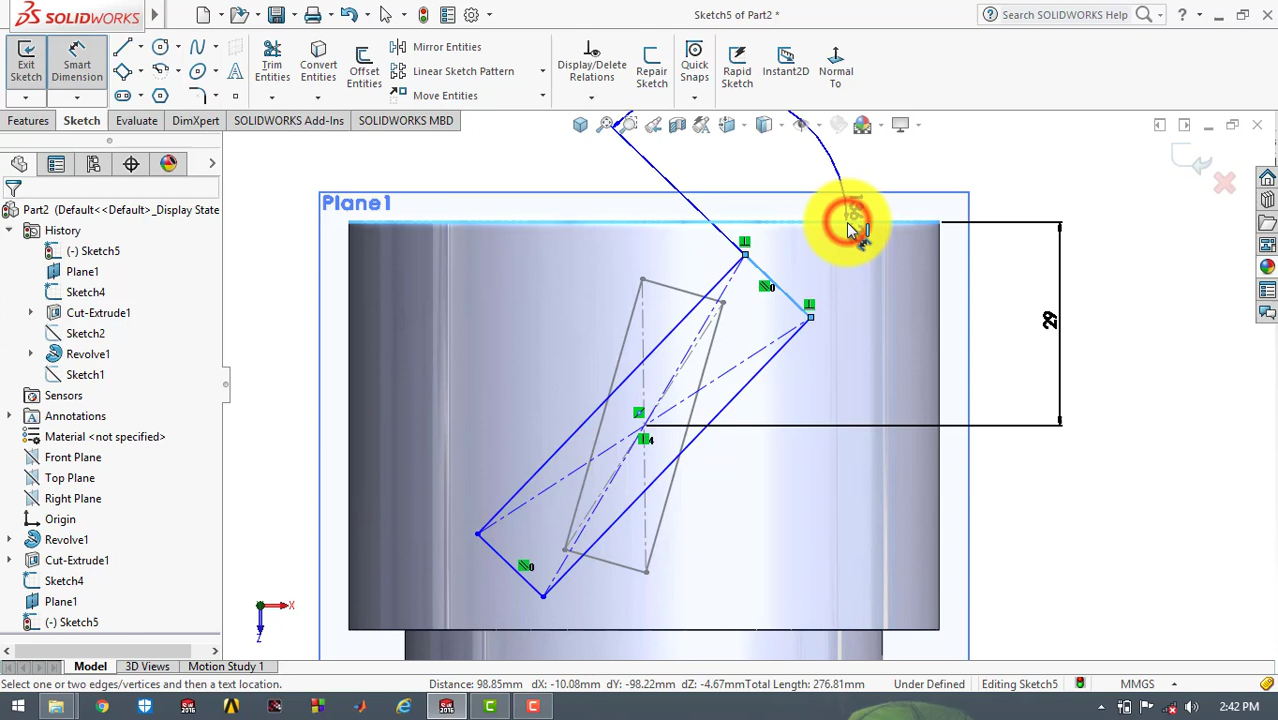 SOLIDWORKS
Sketch5 of Part2 *
Search SOLIDWORKS Help
Exit Sketch
Smart Dimension
Trim Entities
Convert Entities
Offset Entities
Mirror Entities
Linear Sketch Pattern
Move Entities
Display/Delete Relations
Repair Sketch
Quick Snaps
Rapid Sketch
Instant2D
Normal To
Features
Sketch
Evaluate
DimXpert
SOLIDWORKS Add-Ins
SOLIDWORKS MBD
Part2 (Default<<Default>_Display State
History
(-) Sketch5
Plane1
Sketch4
Cut-Extrude1
Sketch2
Revolve1
Sketch1
Sensors
Annotations
Material <not specified>
Front Plane
Top Plane
Right Plane
Origin
Revolve1
Cut-Extrude1
Sketch4
Plane1
(-) Sketch5
Plane1
0
29
4
0
X
Z
Model
3D Views
Motion Study 1
Select one or two edges/vertices and then a text location.
Distance: 98.85mm dX: -10.08mm dY: -98.22mm dZ: -4.67mm Total Length: 276.81mm
Under Defined
Editing Sketch5
MMGS
2:42 PM